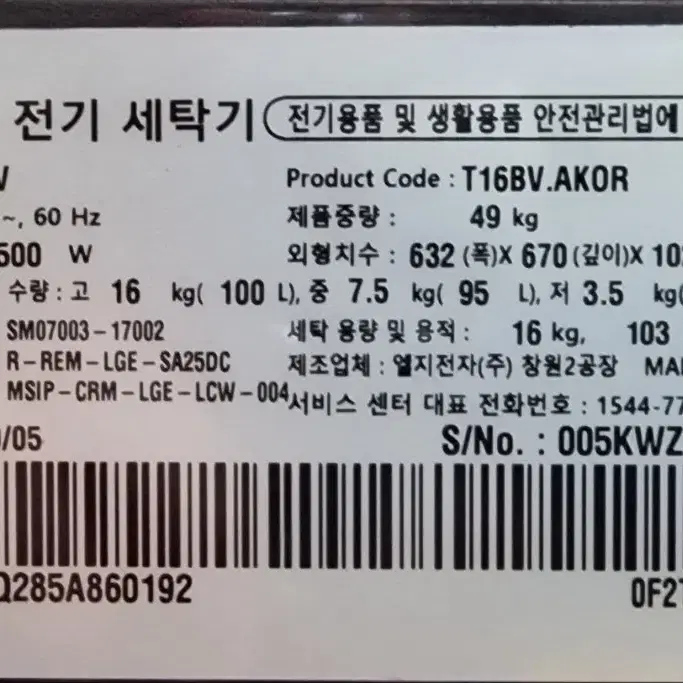 전기 세탁기 전기용품 및 생활용품 안전관리법에
V Product Code : T16BV.AKOR
~, 60 Hz 제품중량 : 49 kg
500 W 외형치수 : 632 (폭)X 670 (깊이)X 10
수량 : 고 16 kg( 100 L), 중 7.5 kg( 95 L), 저 3.5 kg(
SM07003-17002 세탁 용량 및 용적 : 16 kg, 103
R-REM-LGE-SA25DC 제조업체 : 엘지전자(주) 창원2공장 MA
MSIP-CRM-LGE-LCW-004 서비스 센터 대표 전화번호 : 1544-77
/05 S/No. : 005KWZ
Q285A860192 0F27